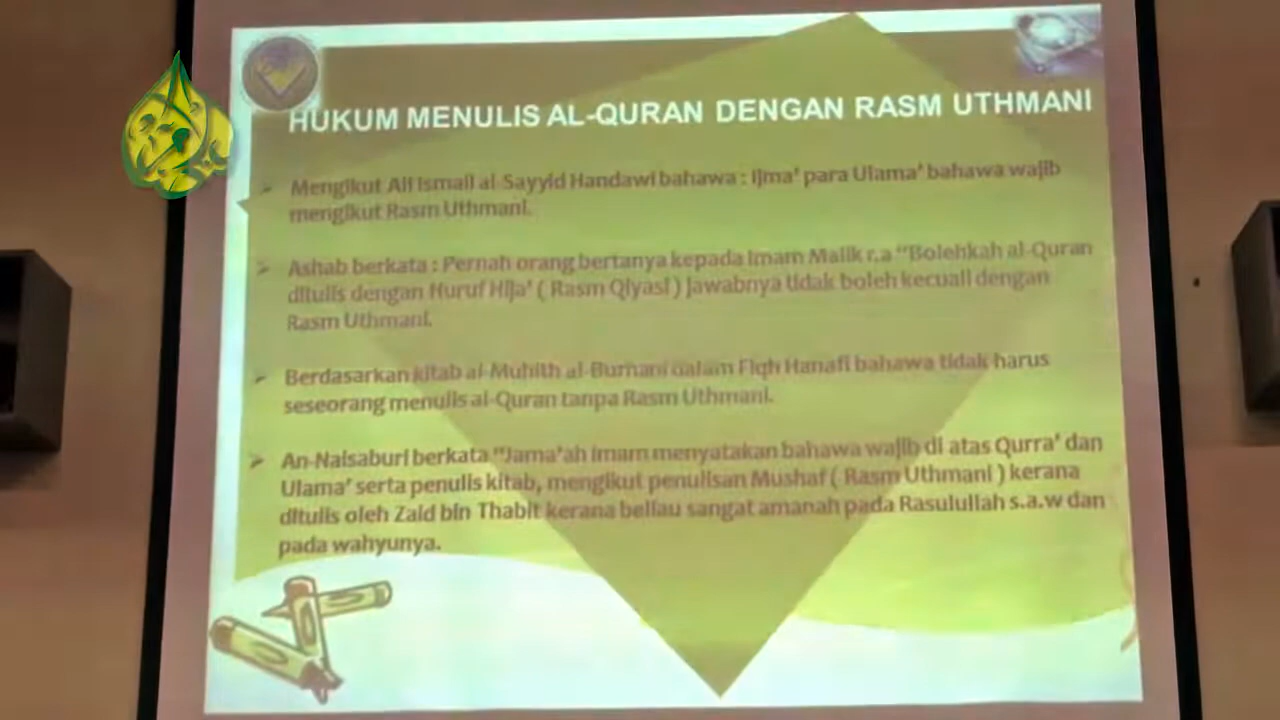 HUKUM MENULIS AL-QURAN DENGAN RASM UTHMANI
Mengikut Ali Ismail al-Sayyid Handawi bahawa : Ijma' para Ulama' bahawa wajib
mengikut Rasm Uthmani.
Ashab berkata : Pernah orang bertanya kepada Imam Malik r.a "Bolehkah al-Quran
ditulis dengan Huruf Hija' ( Rasm Qiyasi ) jawabnya tidak boleh kecuali dengan
Rasm Uthmani.
Berdasarkan kitab al-Muhith al-Burhani dalam Fiqh Hanafi bahawa tidak harus
seseorang menulis al-Quran tanpa Rasm Uthmani.
An-Naisaburi berkata "Jama'ah imam menyatakan bahawa wajib di atas Qurra' dan
Ulama' serta penulis kitab, mengikut penulisan Mushaf ( Rasm Uthmani ) kerana
ditulis oleh Zaid bin Thabit kerana beliau sangat amanah pada Rasulullah s.a.w dan
pada wahyunya.